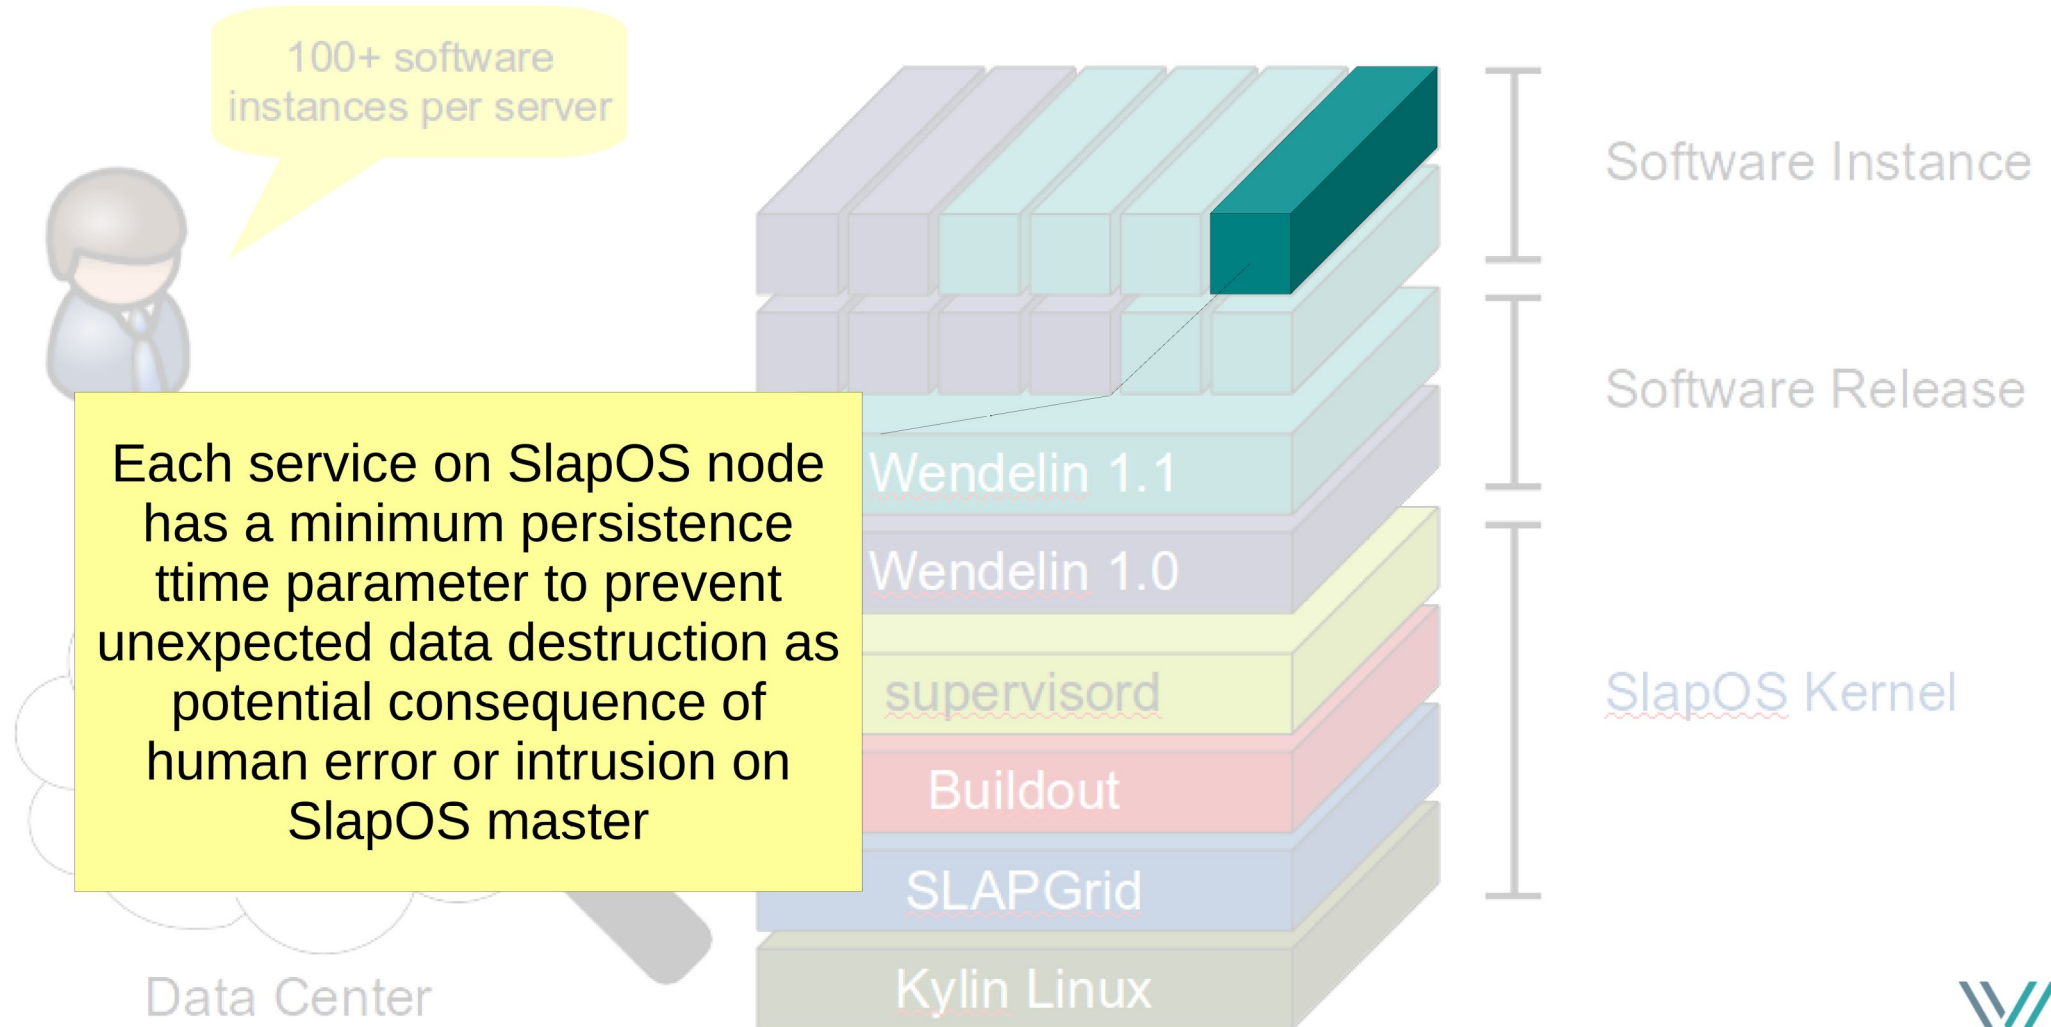 100+ software
instances per server
Software Instance
Software Release
Each service on SlapOS node
has a minimum persistence
ttime parameter to prevent
unexpected data destruction as
potential consequence of
human error or intrusion on
SlapOS master
Wendelin 1.1
Wendelin 1.0
supervisord
SlapOS Kernel
Buildout
SLAPGrid
Kylin Linux
Data Center